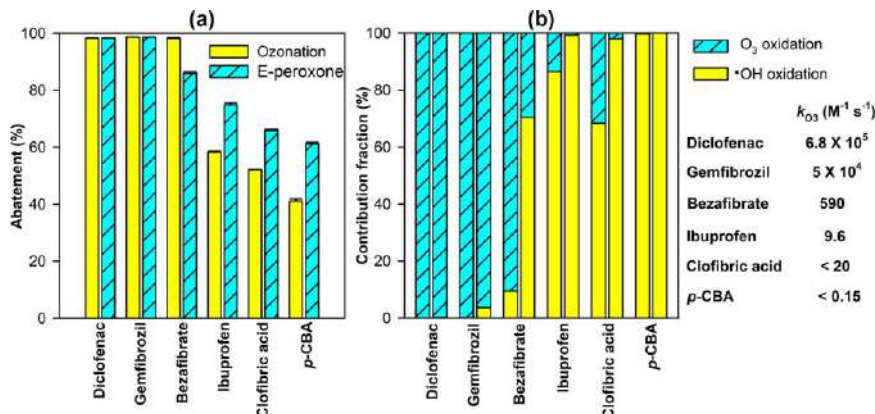 (a)
Ozonation
E-peroxone
Abatement (%)
100
80
60
40
20
0
Diclofenac
Gemfibrozil
Bezafibrate
Ibuprofen
Clofibric acid
p-CBA
(b)
O₃ oxidation
•OH oxidation
Contribution fraction (%)
100
80
60
40
20
0
Diclofenac
Gemfibrozil
Bezafibrate
Ibuprofen
Clofibric acid
p-CBA
kO3 (M⁻¹ s⁻¹)
Diclofenac 6.8 X 10⁵
Gemfibrozil 5 X 10⁴
Bezafibrate 590
Ibuprofen 9.6
Clofibric acid < 20
p-CBA < 0.15